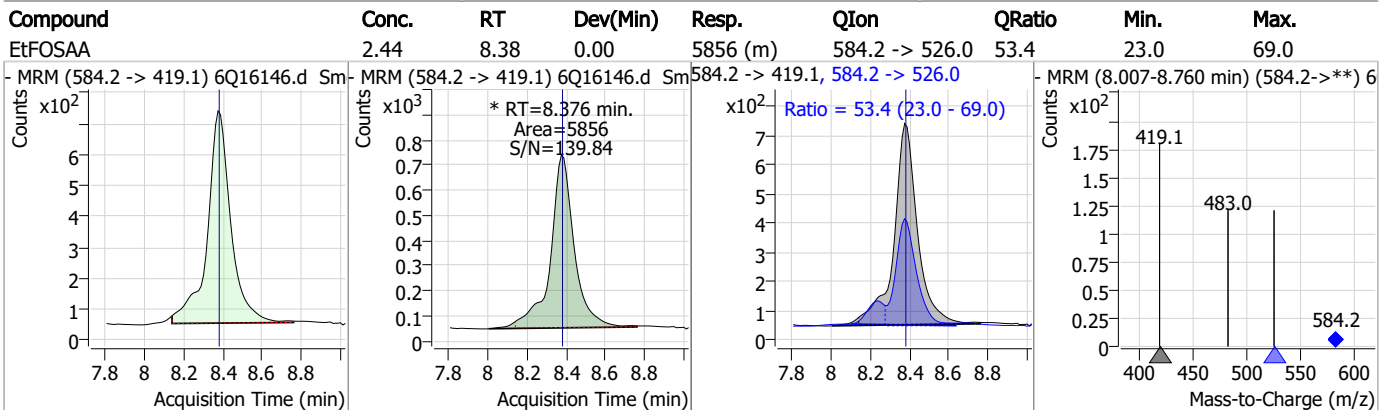 Compound Conc. RT Dev(Min) Resp. QIon QRatio Min. Max.
EtFOSAA 2.44 8.38 0.00 5856 (m) 584.2 -> 526.0 53.4 23.0 69.0
- MRM (584.2 -> 419.1) 6Q16146.d Sm
Counts
x10²
6
5
4
3
2
1
0
7.8 8 8.2 8.4 8.6 8.8
Acquisition Time (min)
- MRM (584.2 -> 419.1) 6Q16146.d Sm
Counts
x10³
* RT=8.376 min.
Area=5856
S/N=139.84
0.8
0.7
0.6
0.5
0.4
0.3
0.2
0.1
0
7.8 8 8.2 8.4 8.6 8.8
Acquisition Time (min)
584.2 -> 419.1, 584.2 -> 526.0
Counts
x10²
Ratio = 53.4 (23.0 - 69.0)
7
6
5
4
3
2
1
0
7.8 8 8.2 8.4 8.6 8.8
Acquisition Time (min)
- MRM (8.007-8.760 min) (584.2->**) 6
Counts
x10²
419.1
483.0
584.2
1.75
1.5
1.25
1
0.75
0.5
0.25
0
400 450 500 550 600
Mass-to-Charge (m/z)